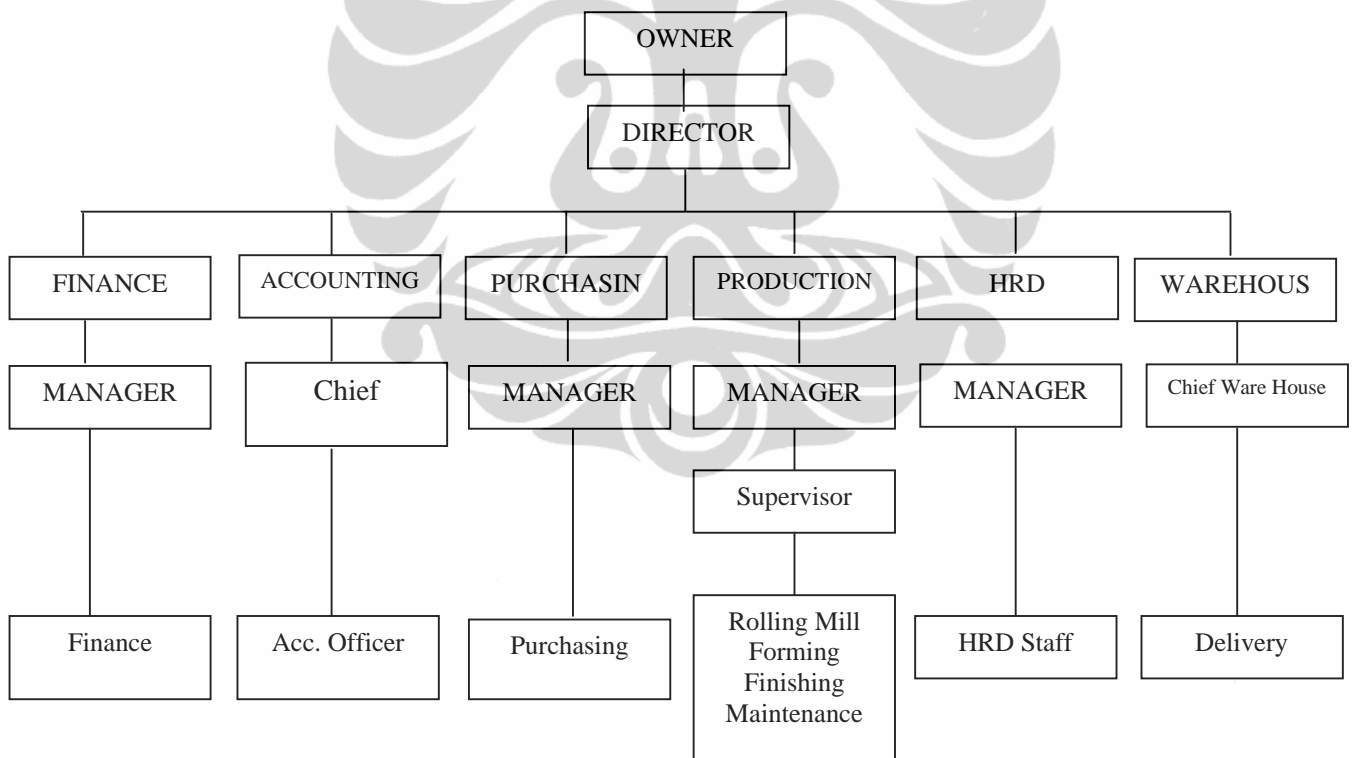 OWNER
DIRECTOR
FINANCE
ACCOUNTING
PURCHASIN
PRODUCTION
HRD
WAREHOUS
MANAGER
Chief
MANAGER
MANAGER
MANAGER
Chief Ware House
Supervisor
Finance
Acc. Officer
Purchasing
Rolling Mill
Forming
Finishing
Maintenance
HRD Staff
Delivery